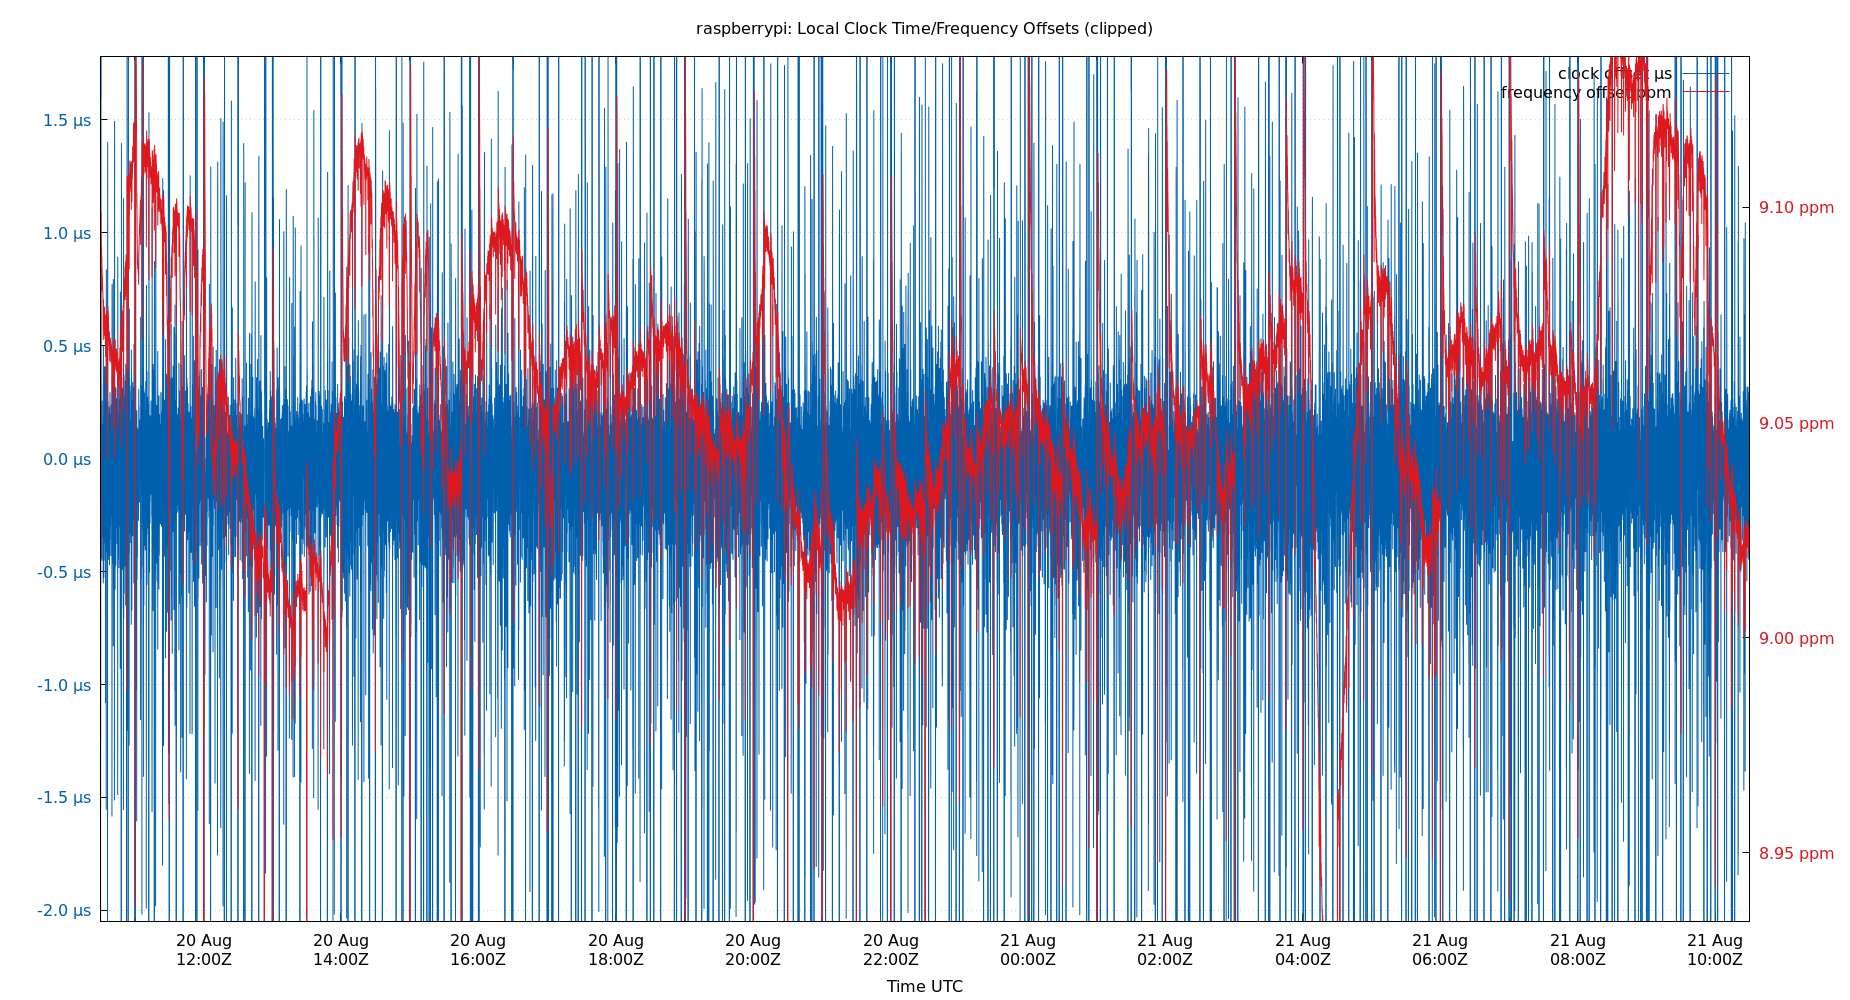 raspberrypi: Local Clock Time/Frequency Offsets (clipped)
clock offset µs
frequency offset ppm
1.5 µs
1.0 µs
0.5 µs
0.0 µs
-0.5 µs
-1.0 µs
-1.5 µs
-2.0 µs
9.10 ppm
9.05 ppm
9.00 ppm
8.95 ppm
20 Aug 20 Aug 20 Aug 20 Aug 20 Aug 20 Aug 21 Aug 21 Aug 21 Aug 21 Aug 21 Aug 21 Aug
12:00Z 14:00Z 16:00Z 18:00Z 20:00Z 22:00Z 00:00Z 02:00Z 04:00Z 06:00Z 08:00Z 10:00Z
Time UTC